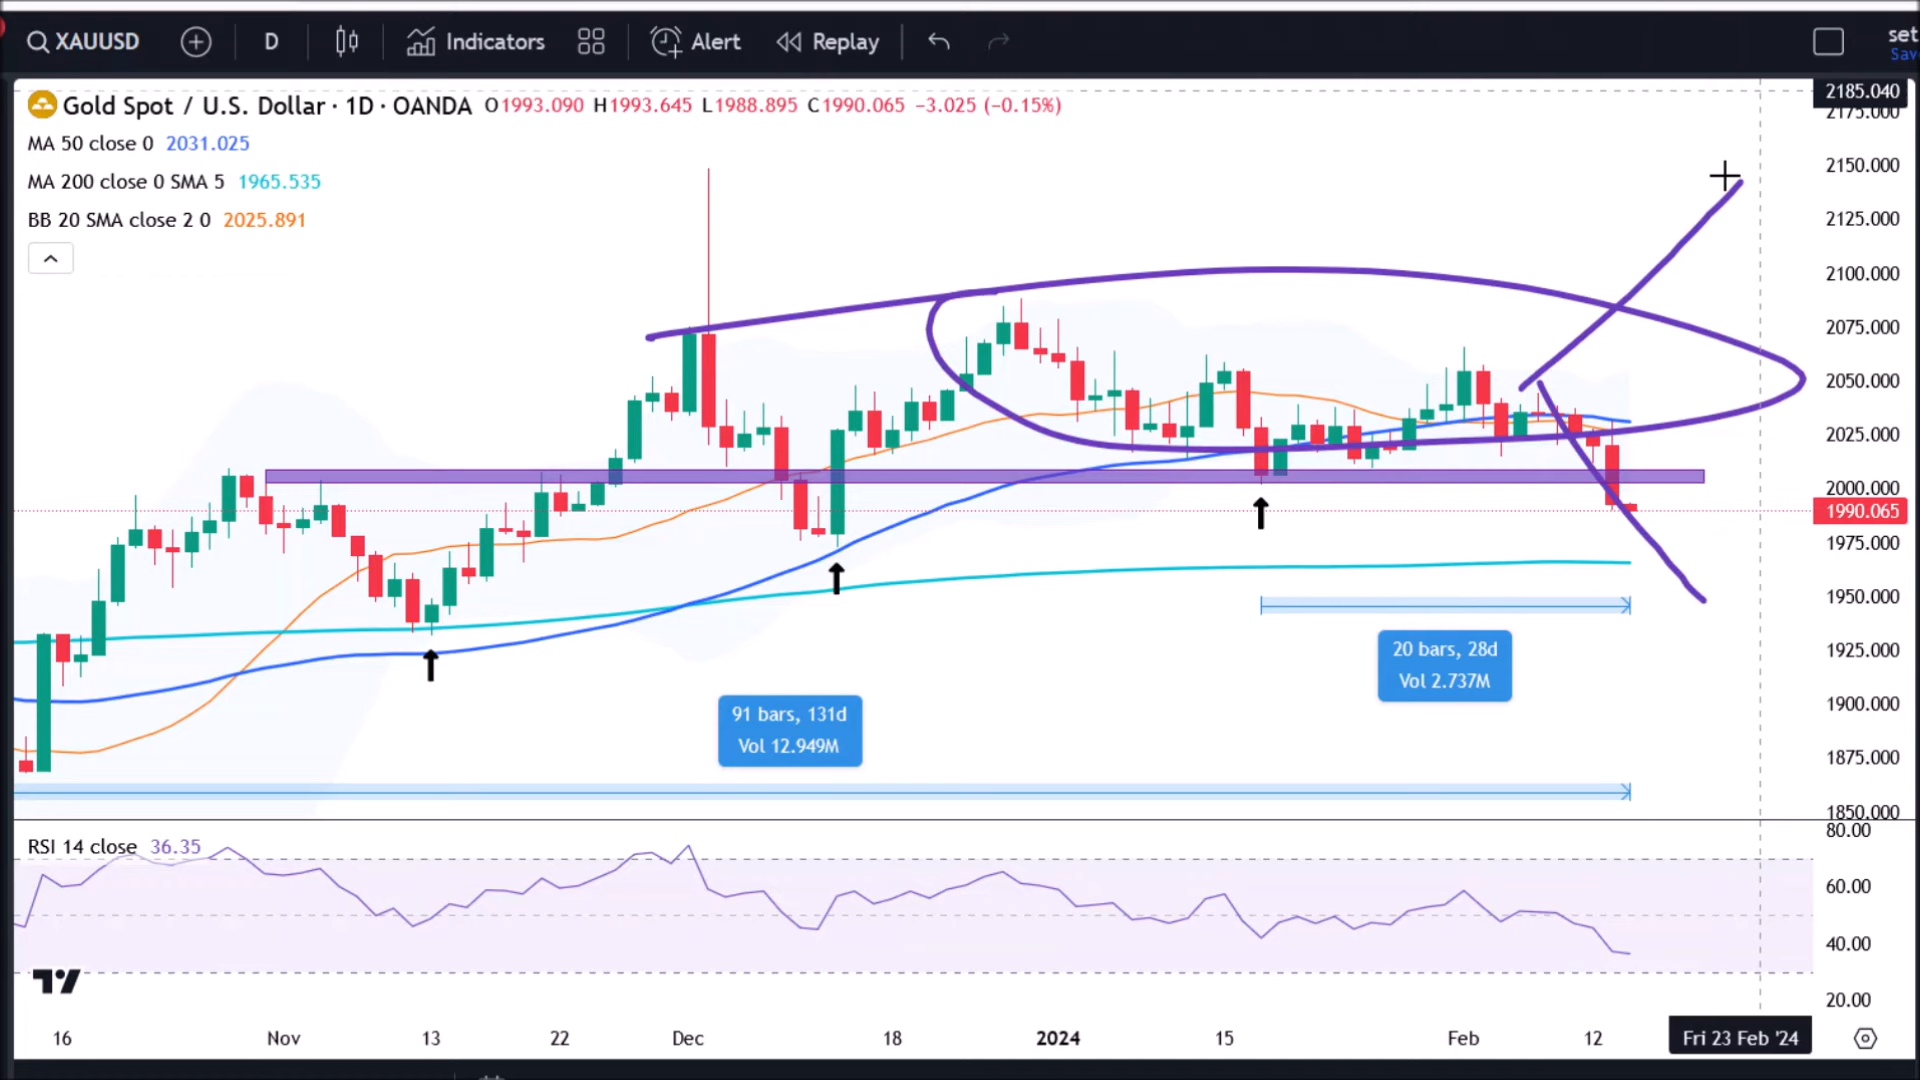 XAUUSD
D
Indicators
Alert
Replay
set
Sav
Gold Spot / U.S. Dollar · 1D · OANDA O1993.090 H1993.645 L1988.895 C1990.065 −3.025 (−0.15%)
MA 50 close 0 2031.025
MA 200 close 0 SMA 5 1965.535
BB 20 SMA close 2 0 2025.891
2185.040
2175.000
2150.000
2125.000
2100.000
2075.000
2050.000
2025.000
2000.000
1990.065
1975.000
1950.000
1925.000
1900.000
1875.000
1850.000
20 bars, 28d
Vol 2.737M
91 bars, 131d
Vol 12.949M
RSI 14 close 36.35
80.00
60.00
40.00
20.00
16 Nov 13 22 Dec 18 2024 15 Feb 12 Fri 23 Feb '24